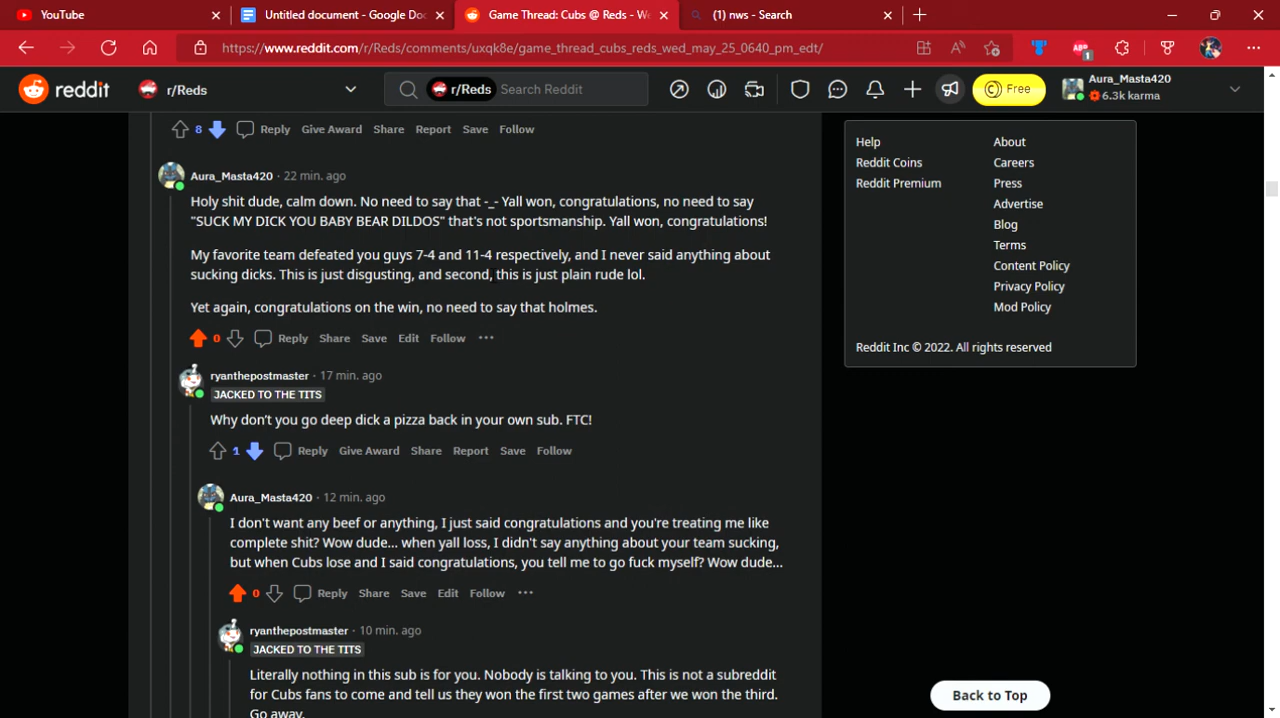 YouTube
Untitled document - Google Do
Game Thread: Cubs @ Reds - We
(1) nws - Search
https://www.reddit.com/r/Reds/comments/uxqk8e/game_thread_cubs_reds_wed_may_25_0640_pm_edt/
ABP 1
reddit
r/Reds
r/Reds Search Reddit
Free
Aura_Masta420
6.3k karma
8 Reply Give Award Share Report Save Follow
Aura_Masta420 · 22 min. ago
Holy shit dude, calm down. No need to say that -_- Yall won, congratulations, no need to say
"SUCK MY DICK YOU BABY BEAR DILDOS" that's not sportsmanship. Yall won, congratulations!
My favorite team defeated you guys 7-4 and 11-4 respectively, and I never said anything about
sucking dicks. This is just disgusting, and second, this is just plain rude lol.
Yet again, congratulations on the win, no need to say that holmes.
0 Reply Share Save Edit Follow ...
ryanthepostmaster · 17 min. ago
JACKED TO THE TITS
Why don't you go deep dick a pizza back in your own sub. FTC!
1 Reply Give Award Share Report Save Follow
Aura_Masta420 · 12 min. ago
I don't want any beef or anything, I just said congratulations and you're treating me like
complete shit? Wow dude... when yall loss, I didn't say anything about your team sucking,
but when Cubs lose and I said congratulations, you tell me to go fuck myself? Wow dude...
0 Reply Share Save Edit Follow ...
ryanthepostmaster · 10 min. ago
JACKED TO THE TITS
Literally nothing in this sub is for you. Nobody is talking to you. This is not a subreddit
for Cubs fans to come and tell us they won the first two games after we won the third.
Go away.
Help
Reddit Coins
Reddit Premium
About
Careers
Press
Advertise
Blog
Terms
Content Policy
Privacy Policy
Mod Policy
Reddit Inc © 2022. All rights reserved
Back to Top